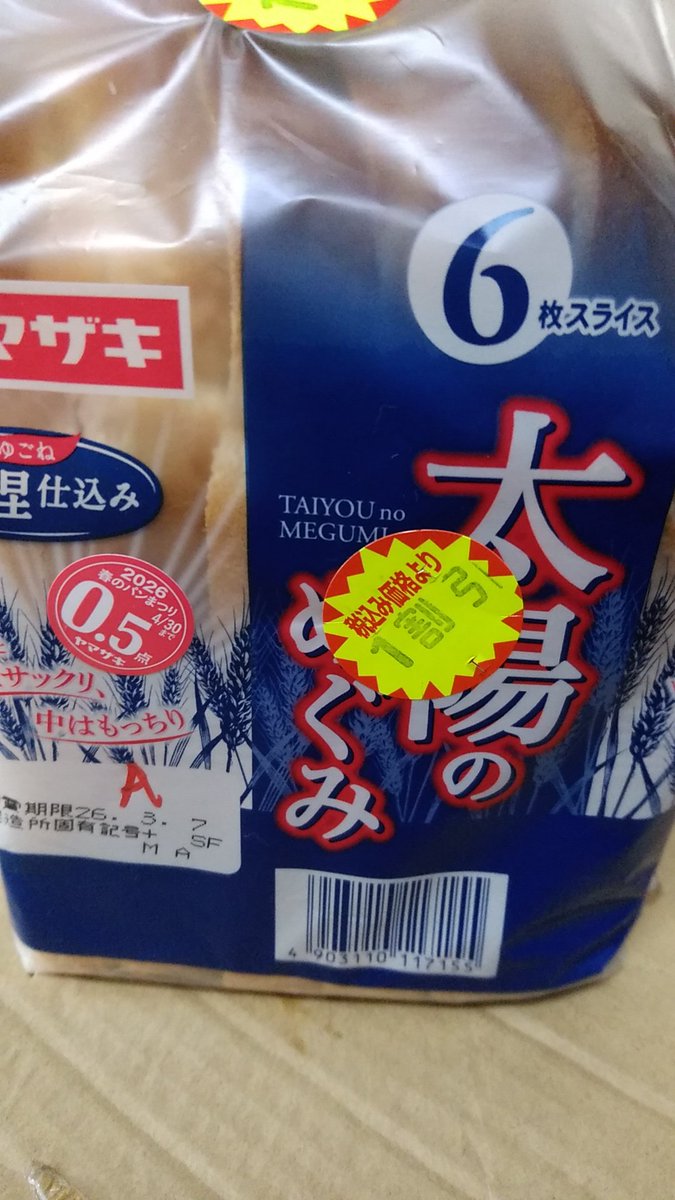 6
枚スライス
マザキ
ゆごね
捏仕込み
TAIYOU no
MEGUMI
太陽の
めぐみ
税込み価格より
1割引
2026
春のパンまつり
4/30まで
0.5点
ヤマザキ
サックリ、
中はもっちり
A
期限26. 3. 7
造所固有記号+ SF
M A
4 903110 117155